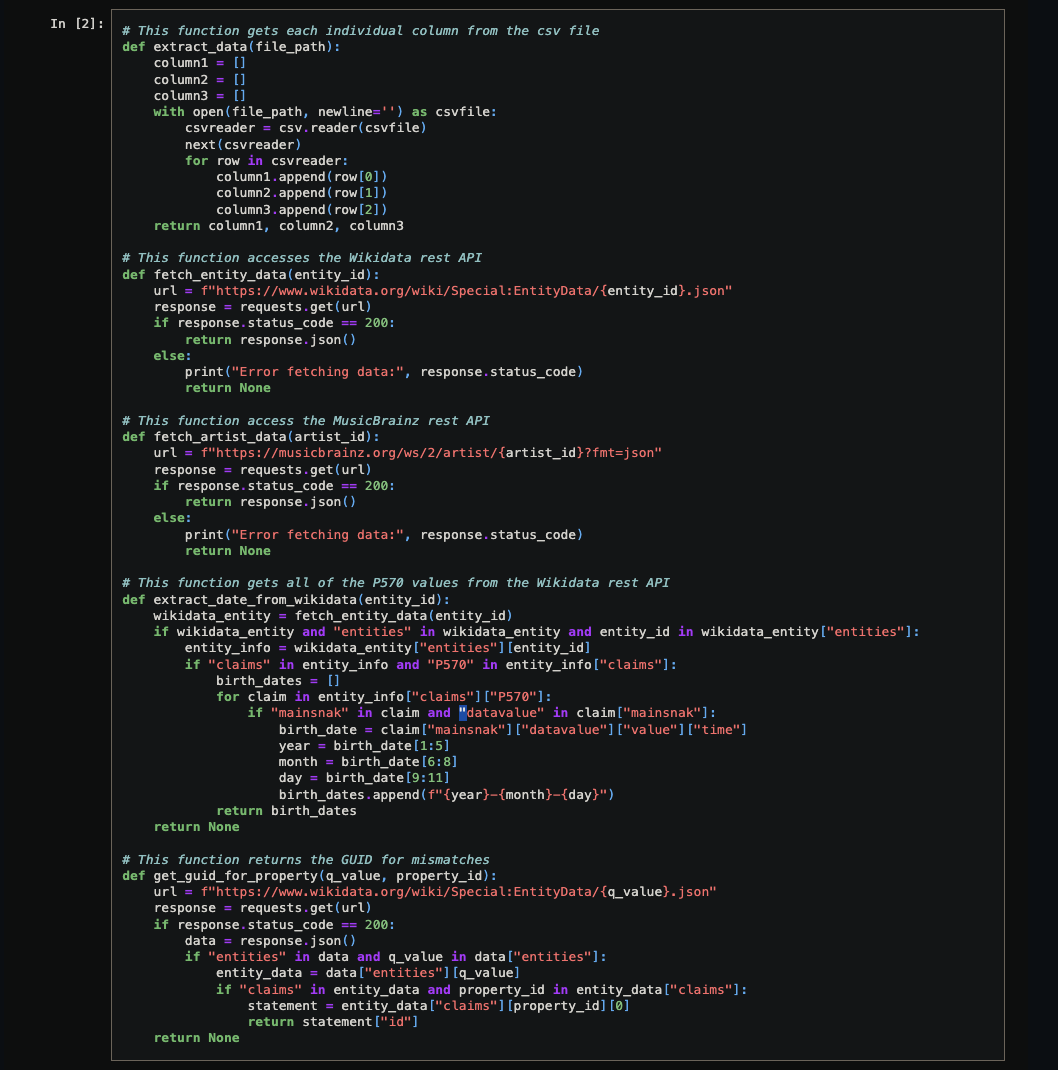 In [2]:
# This function gets each individual column from the csv file
def extract_data(file_path):
    column1 = []
    column2 = []
    column3 = []
    with open(file_path, newline='') as csvfile:
        csvreader = csv.reader(csvfile)
        next(csvreader)
        for row in csvreader:
            column1.append(row[0])
            column2.append(row[1])
            column3.append(row[2])
    return column1, column2, column3

# This function accesses the Wikidata rest API
def fetch_entity_data(entity_id):
    url = f"https://www.wikidata.org/wiki/Special:EntityData/{entity_id}.json"
    response = requests.get(url)
    if response.status_code == 200:
        return response.json()
    else:
        print("Error fetching data:", response.status_code)
        return None

# This function access the MusicBrainz rest API
def fetch_artist_data(artist_id):
    url = f"https://musicbrainz.org/ws/2/artist/{artist_id}?fmt=json"
    response = requests.get(url)
    if response.status_code == 200:
        return response.json()
    else:
        print("Error fetching data:", response.status_code)
        return None

# This function gets all of the P570 values from the Wikidata rest API
def extract_date_from_wikidata(entity_id):
    wikidata_entity = fetch_entity_data(entity_id)
    if wikidata_entity and "entities" in wikidata_entity and entity_id in wikidata_entity["entities"]:
        entity_info = wikidata_entity["entities"][entity_id]
        if "claims" in entity_info and "P570" in entity_info["claims"]:
            birth_dates = []
            for claim in entity_info["claims"]["P570"]:
                if "mainsnak" in claim and "datavalue" in claim["mainsnak"]:
                    birth_date = claim["mainsnak"]["datavalue"]["value"]["time"]
                    year = birth_date[1:5]
                    month = birth_date[6:8]
                    day = birth_date[9:11]
                    birth_dates.append(f"{year}-{month}-{day}")
            return birth_dates
    return None

# This function returns the GUID for mismatches
def get_guid_for_property(q_value, property_id):
    url = f"https://www.wikidata.org/wiki/Special:EntityData/{q_value}.json"
    response = requests.get(url)
    if response.status_code == 200:
        data = response.json()
        if "entities" in data and q_value in data["entities"]:
            entity_data = data["entities"][q_value]
            if "claims" in entity_data and property_id in entity_data["claims"]:
                statement = entity_data["claims"][property_id][0]
                return statement["id"]
    return None